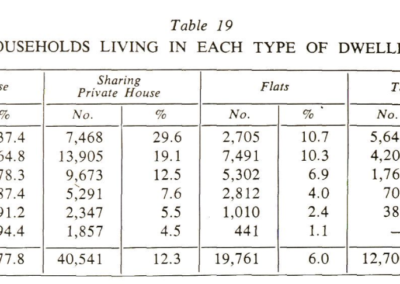 Table 19
OUSEHOLDS LIVING IN EACH TYPE OF DWELLI
se Sharing Private House Flats T
% No. % No. % No.
37.4 7,468 29.6 2,705 10.7 5,64
64.8 13,905 19.1 7,491 10.3 4,20
78.3 9,673 12.5 5,302 6.9 1,76
87.4 5,291 7.6 2,812 4.0 70
91.2 2,347 5.5 1,010 2.4 38
94.4 1,857 4.5 441 1.1 —
77.8 40,541 12.3 19,761 6.0 12,70